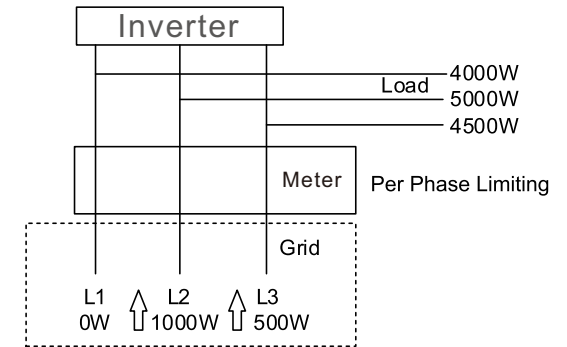 Inverter
4000W
Load
5000W
4500W
Meter
Per Phase Limiting
Grid
L1 L2 L3
0W 1000W 500W